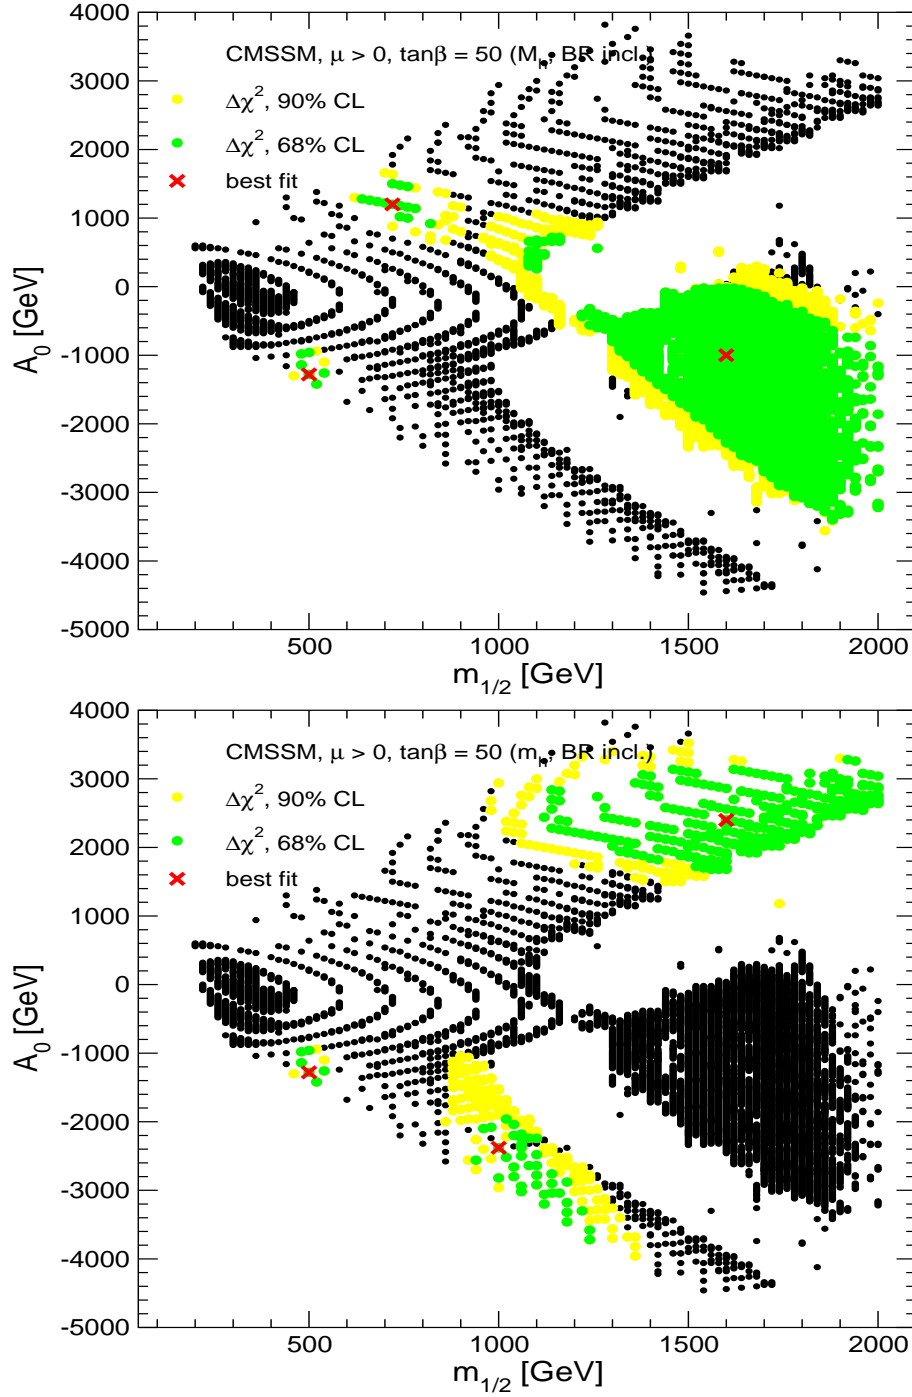 4000
3000
2000
1000
0
-1000
-2000
-3000
-4000
-5000
A₀ [GeV]
CMSSM, μ > 0, tanβ = 50 (M_h, BR incl.)
Δχ², 90% CL
Δχ², 68% CL
best fit
500 1000 1500 2000
m₁/₂ [GeV]
4000
3000
2000
1000
0
-1000
-2000
-3000
-4000
-5000
A₀ [GeV]
CMSSM, μ > 0, tanβ = 50 (m_h, BR incl.)
Δχ², 90% CL
Δχ², 68% CL
best fit
500 1000 1500 2000
m₁/₂ [GeV]